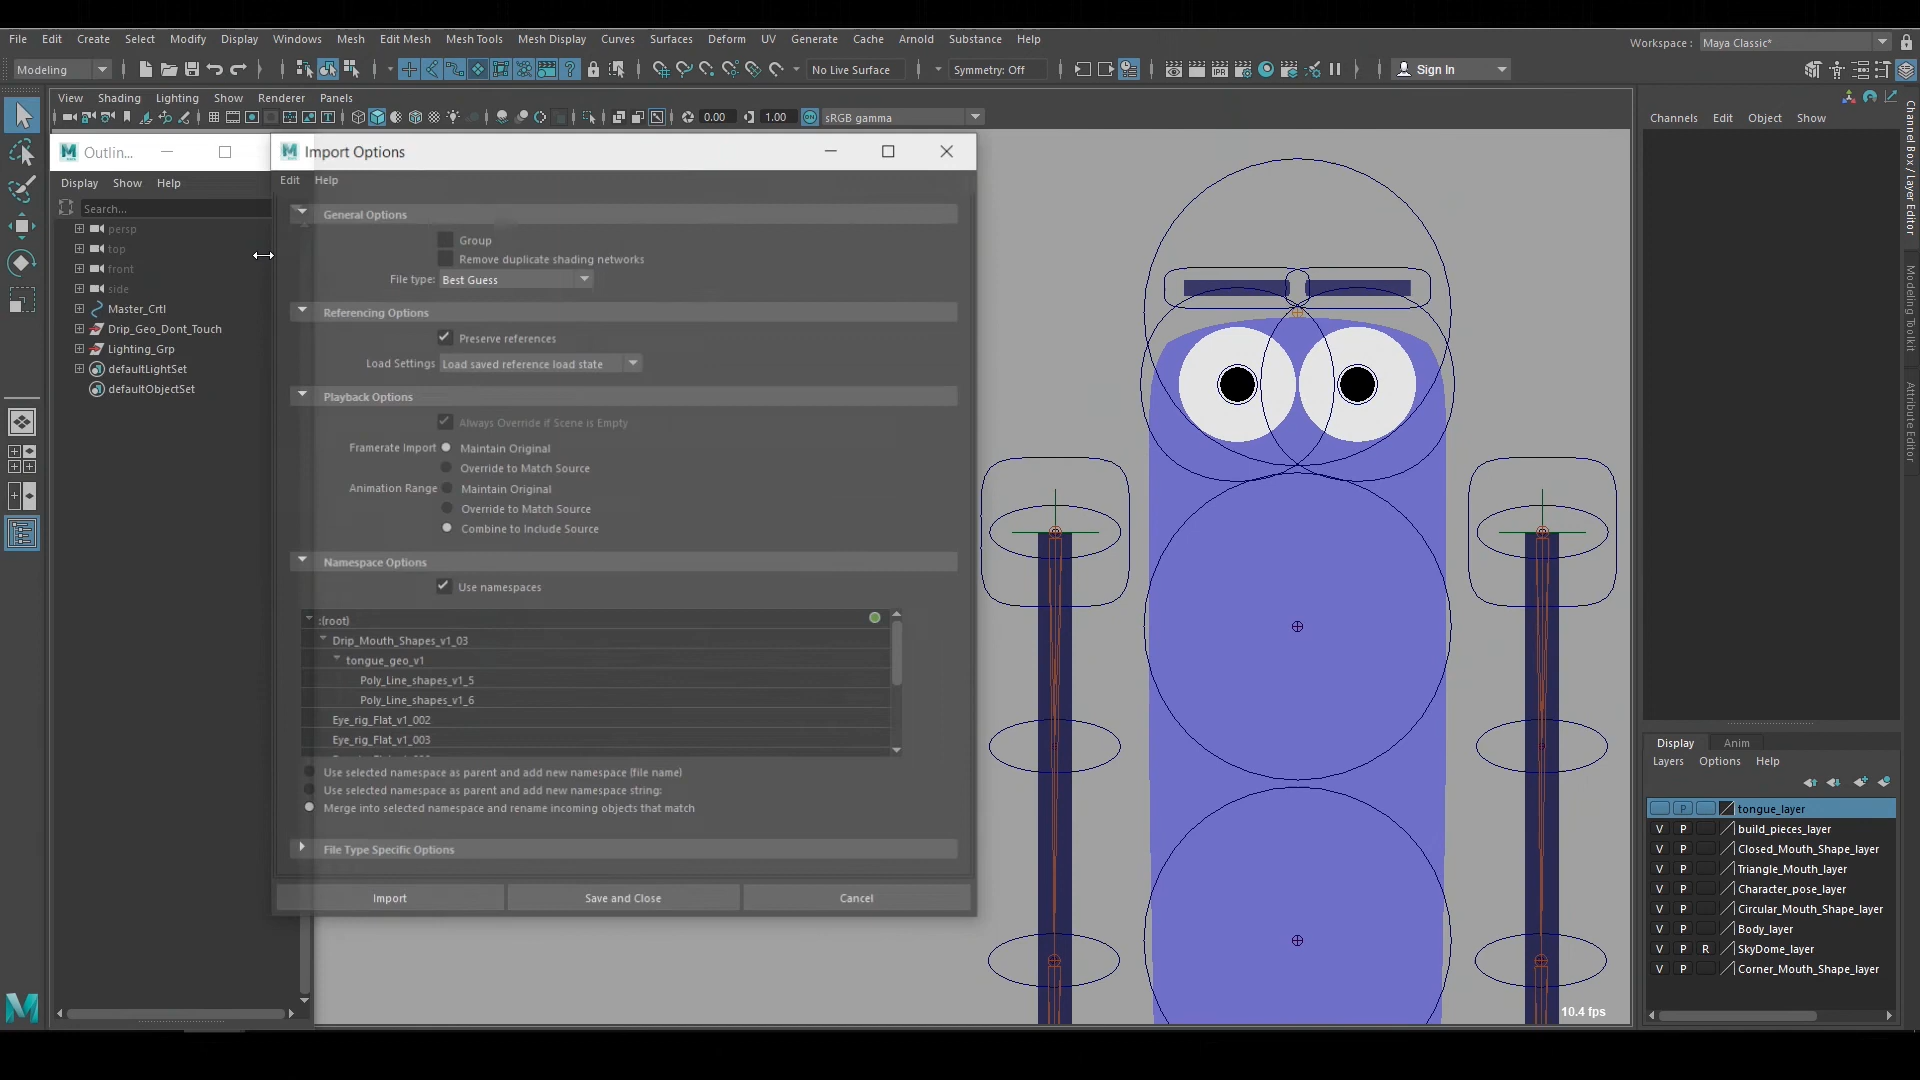 File Edit Create Select Modify Display Windows Mesh Edit Mesh Mesh Tools Mesh Display Curves Surfaces Deform UV Generate Cache Arnold Substance Help
Workspace : Maya Classic*
Modeling
No Live Surface
Symmetry: Off
IPR
Sign In
View Shading Lighting Show Renderer Panels
0.00
1.00
sRGB gamma
Channels Edit Object Show
Channel Box / Layer Editor
Modeling Toolkit
Attribute Editor
Outlin...
Display Show Help
Search...
persp
top
front
side
Master_Crtl
Drip_Geo_Dont_Touch
Lighting_Grp
defaultLightSet
defaultObjectSet
Import Options
Edit Help
General Options
Group
Remove duplicate shading networks
File type: Best Guess
Referencing Options
Preserve references
Load Settings Load saved reference load state
Playback Options
Always Override if Scene is Empty
Framerate Import Maintain Original
Override to Match Source
Animation Range Maintain Original
Override to Match Source
Combine to Include Source
Namespace Options
Use namespaces
:(root)
Drip_Mouth_Shapes_v1_03
tongue_geo_v1
Poly_Line_shapes_v1_5
Poly_Line_shapes_v1_6
Eye_rig_Flat_v1_002
Eye_rig_Flat_v1_003
Use selected namespace as parent and add new namespace (file name)
Use selected namespace as parent and add new namespace string:
Merge into selected namespace and rename incoming objects that match
File Type Specific Options
Import
Save and Close
Cancel
10.4 fps
Display Anim
Layers Options Help
P tongue_layer
V P build_pieces_layer
V P Closed_Mouth_Shape_layer
V P Triangle_Mouth_layer
V P Character_pose_layer
V P Circular_Mouth_Shape_layer
V P Body_layer
V P R SkyDome_layer
V P Corner_Mouth_Shape_layer